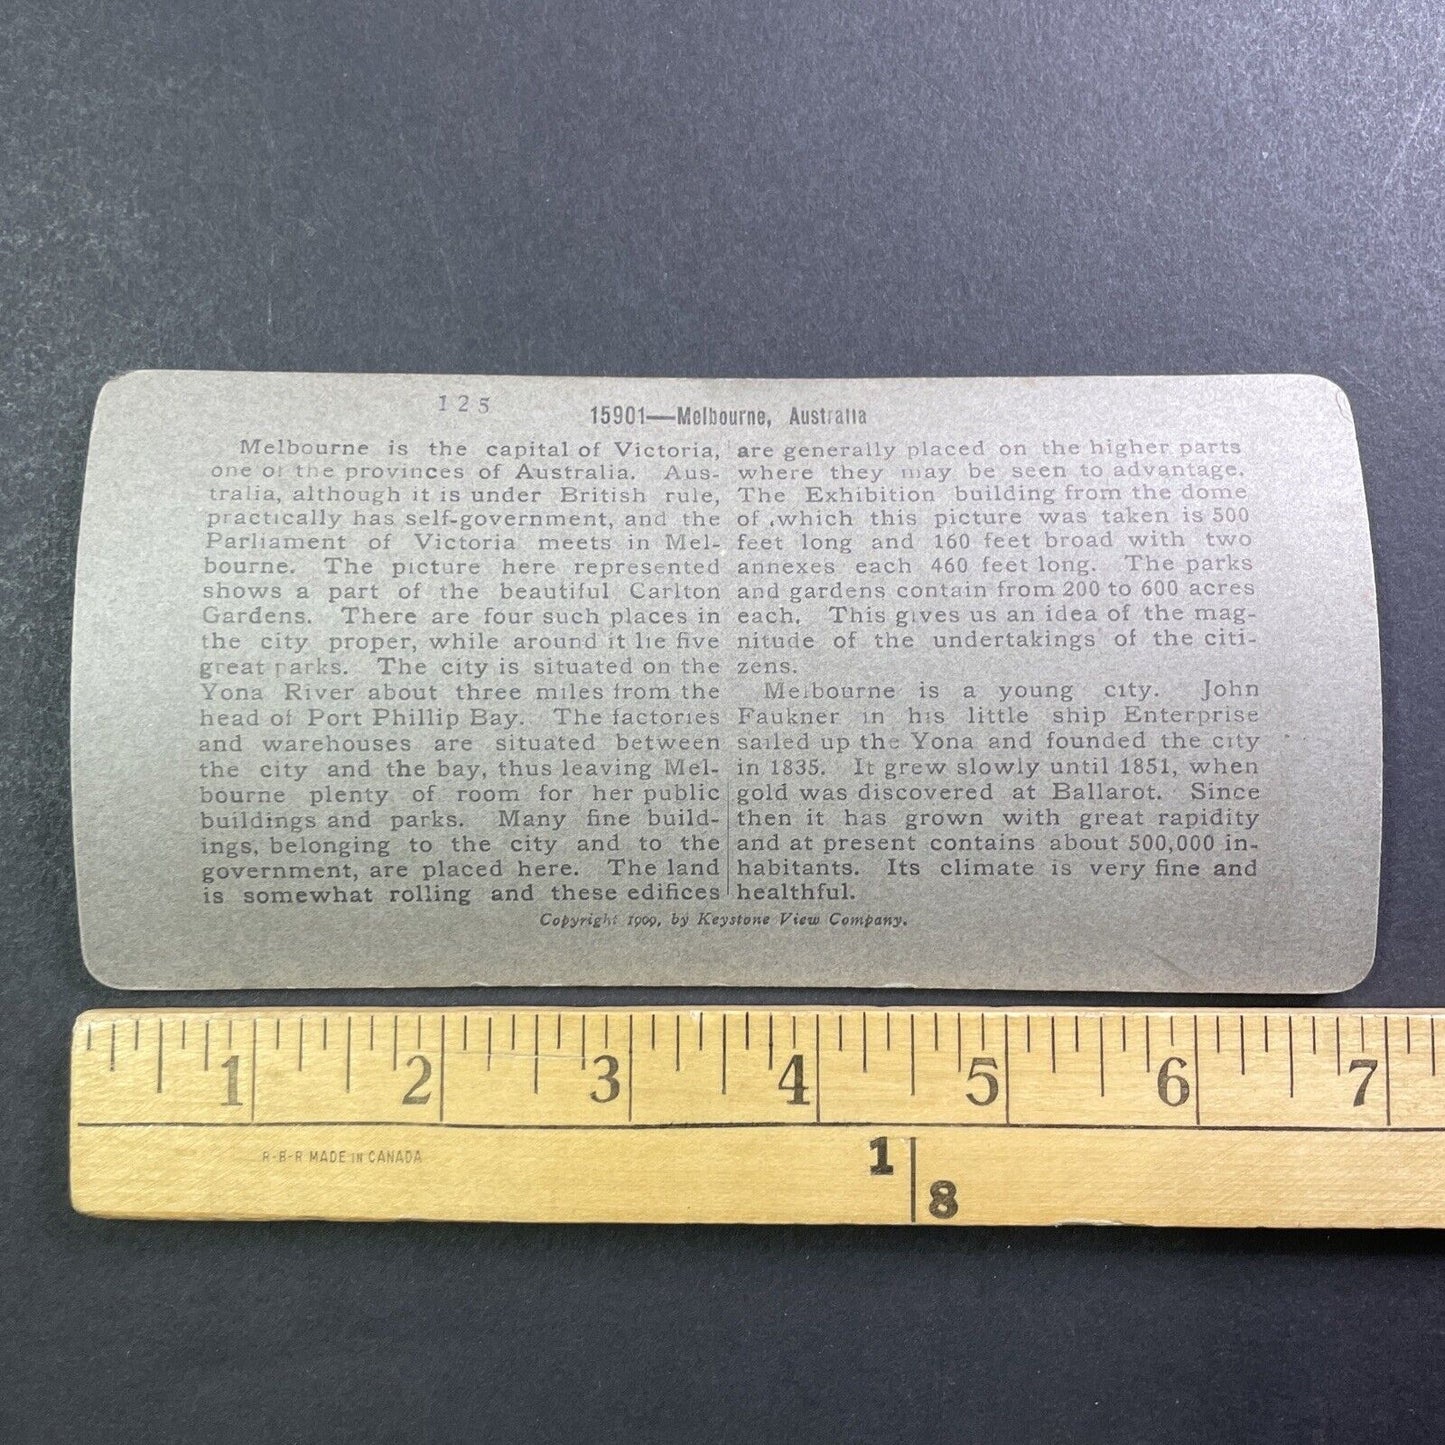 125
15901—Melbourne, Australia
Melbourne is the capital of Victoria,
one of the provinces of Australia. Aus-
tralia, although it is under British rule,
practically has self-government, and the
Parliament of Victoria meets in Mel-
bourne. The picture here represented
shows a part of the beautiful Carlton
Gardens. There are four such places in
the city proper, while around it lie five
great parks. The city is situated on the
Yona River about three miles from the
head of Port Phillip Bay. The factories
and warehouses are situated between
the city and the bay, thus leaving Mel-
bourne plenty of room for her public
buildings and parks. Many fine build-
ings, belonging to the city and to the
government, are placed here. The land
is somewhat rolling and these edifices
are generally placed on the higher parts
where they may be seen to advantage.
The Exhibition building from the dome
of which this picture was taken is 500
feet long and 160 feet broad with two
annexes each 460 feet long. The parks
and gardens contain from 200 to 600 acres
each. This gives us an idea of the mag-
nitude of the undertakings of the citi-
zens.
Melbourne is a young city. John
Faukner in his little ship Enterprise
sailed up the Yona and founded the city
in 1835. It grew slowly until 1851, when
gold was discovered at Ballarot. Since
then it has grown with great rapidity
and at present contains about 500,000 in-
habitants. Its climate is very fine and
healthful.
Copyright 1909, by Keystone View Company.
1 2 3 4 5 6 7
R-B-R MADE IN CANADA
1 8